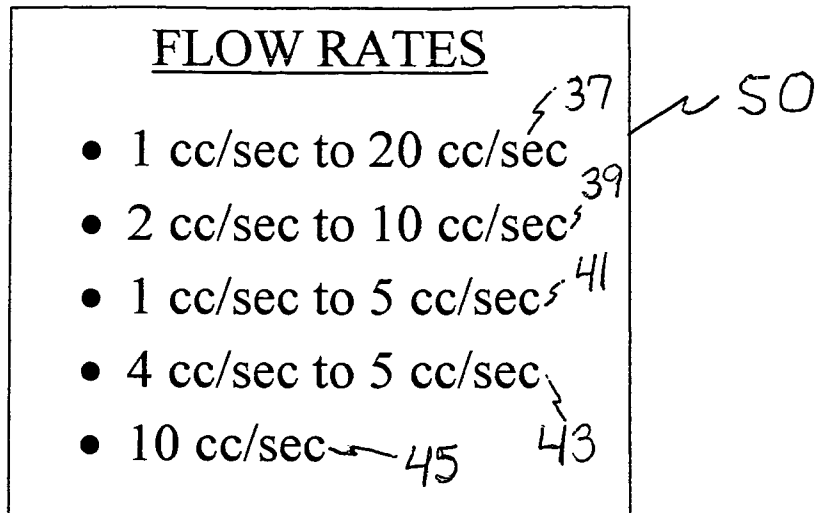 FLOW RATES
37
50
• 1 cc/sec to 20 cc/sec
39
• 2 cc/sec to 10 cc/sec
41
• 1 cc/sec to 5 cc/sec
• 4 cc/sec to 5 cc/sec
43
• 10 cc/sec
45